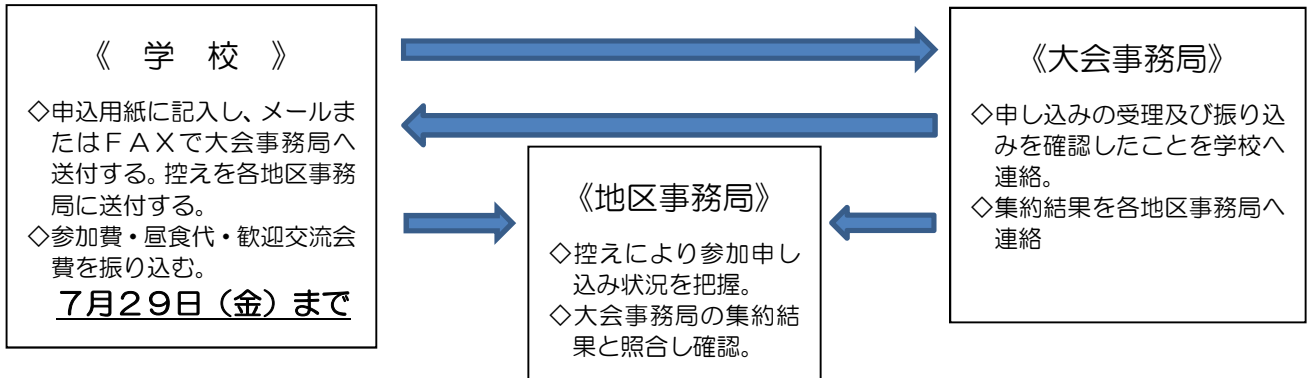 《　学　校　》
◇申込用紙に記入し、メールま
たはＦＡＸで大会事務局へ
送付する。控えを各地区事務
局に送付する。
◇参加費・昼食代・歓迎交流会
費を振り込む。
７月２９日（金）まで
《地区事務局》
◇控えにより参加申し
込み状況を把握。
◇大会事務局の集約結
果と照合し確認。
《大会事務局》
◇申し込みの受理及び振り込
みを確認したことを学校へ
連絡。
◇集約結果を各地区事務局へ
連絡